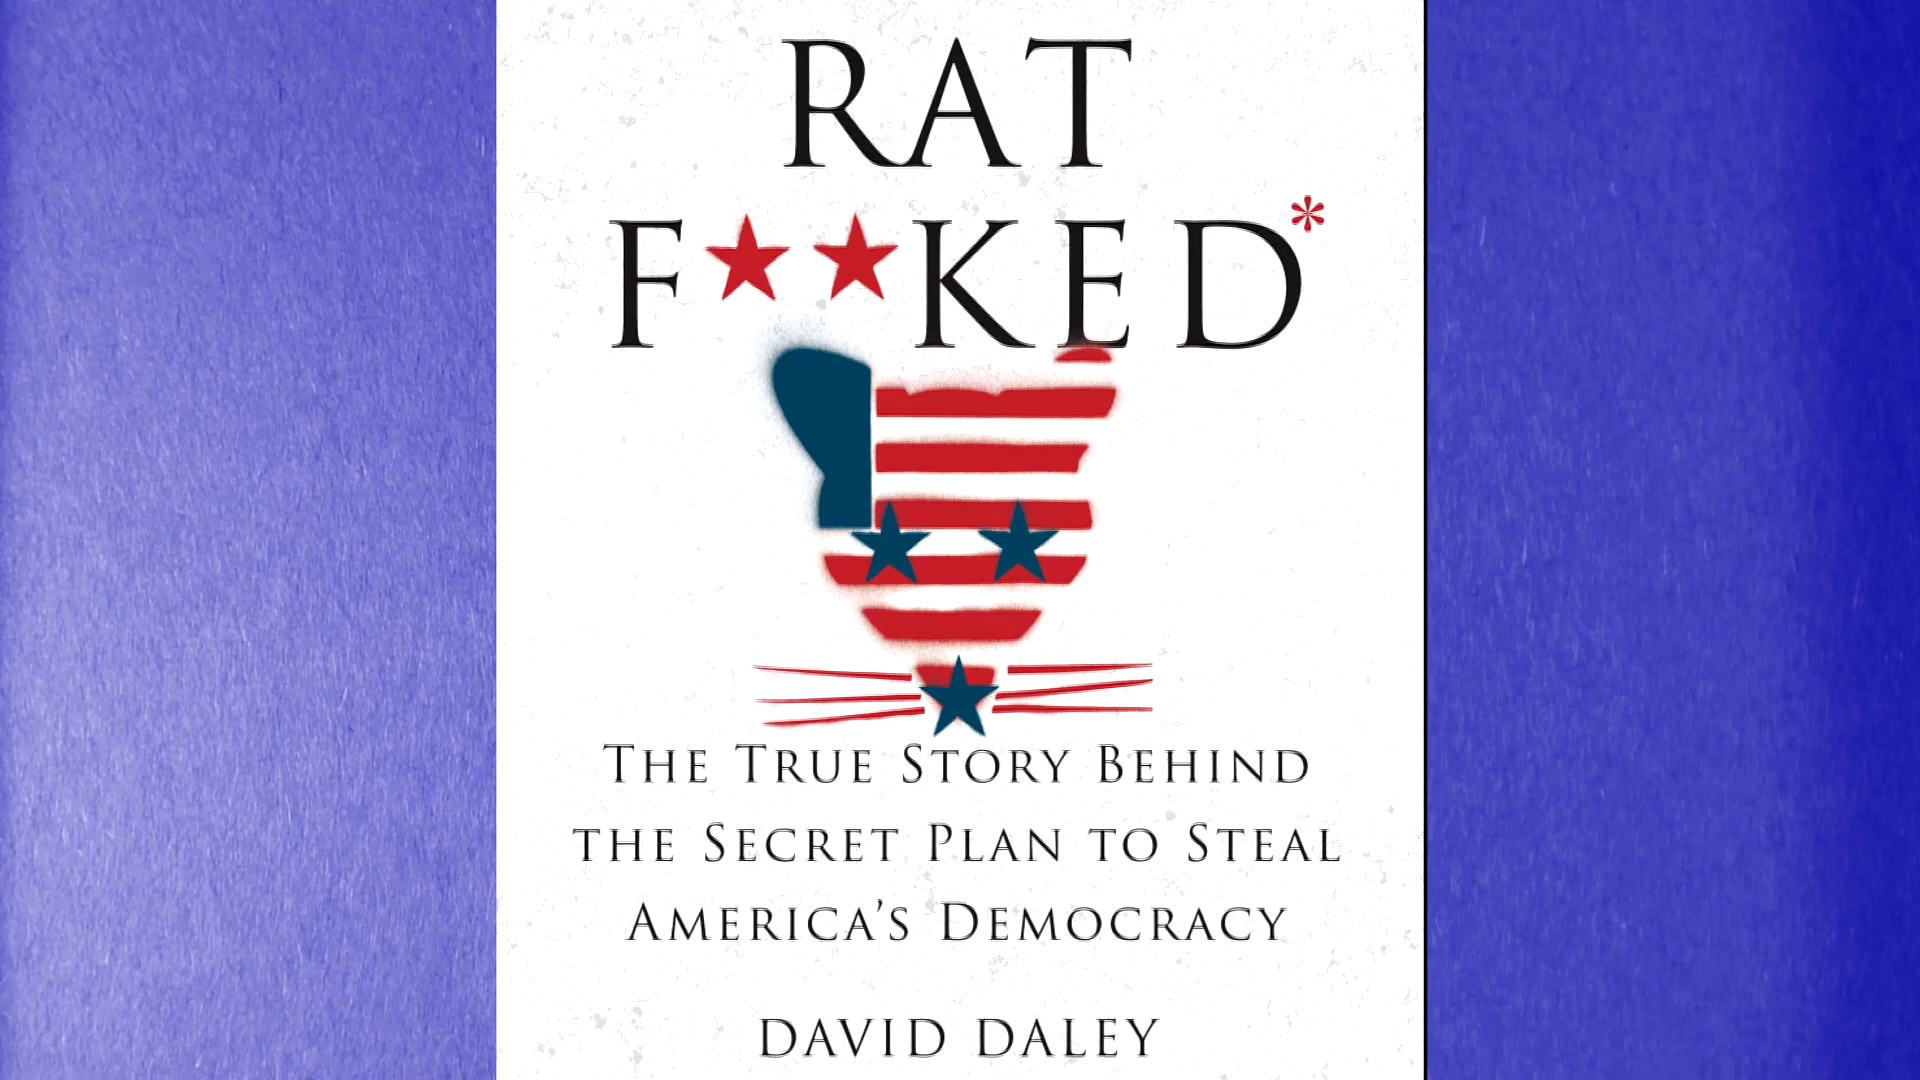 RAT
F★★KED*
THE TRUE STORY BEHIND
THE SECRET PLAN TO STEAL
AMERICA'S DEMOCRACY
DAVID DALEY